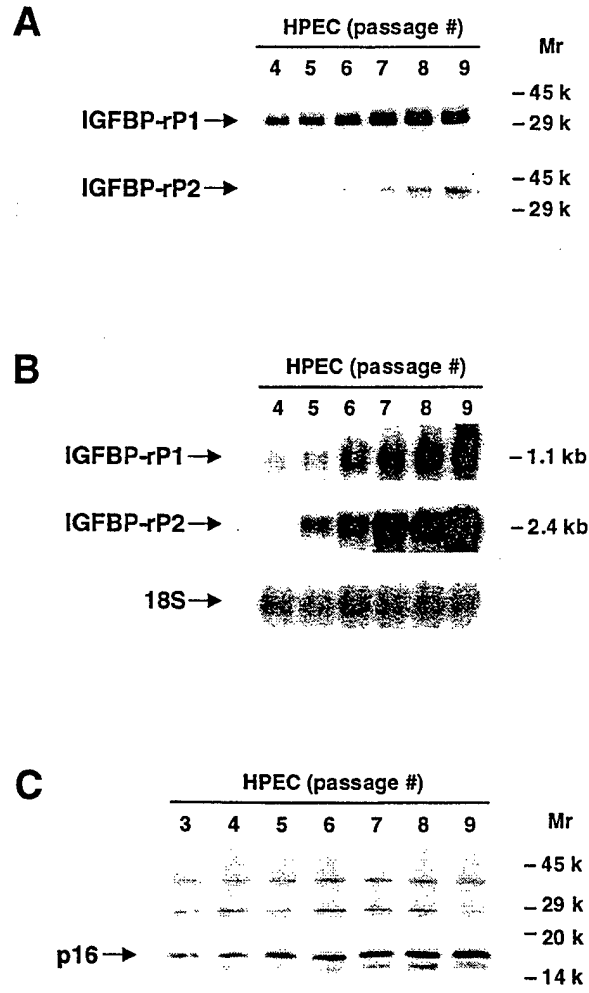 A
HPEC (passage #)
4 5 6 7 8 9
Mr
– 45 k
IGFBP-rP1
– 29 k
– 45 k
IGFBP-rP2
– 29 k
B
HPEC (passage #)
4 5 6 7 8 9
IGFBP-rP1
– 1.1 kb
IGFBP-rP2
– 2.4 kb
18S
C
HPEC (passage #)
3 4 5 6 7 8 9
Mr
– 45 k
– 29 k
– 20 k
p16
– 14 k